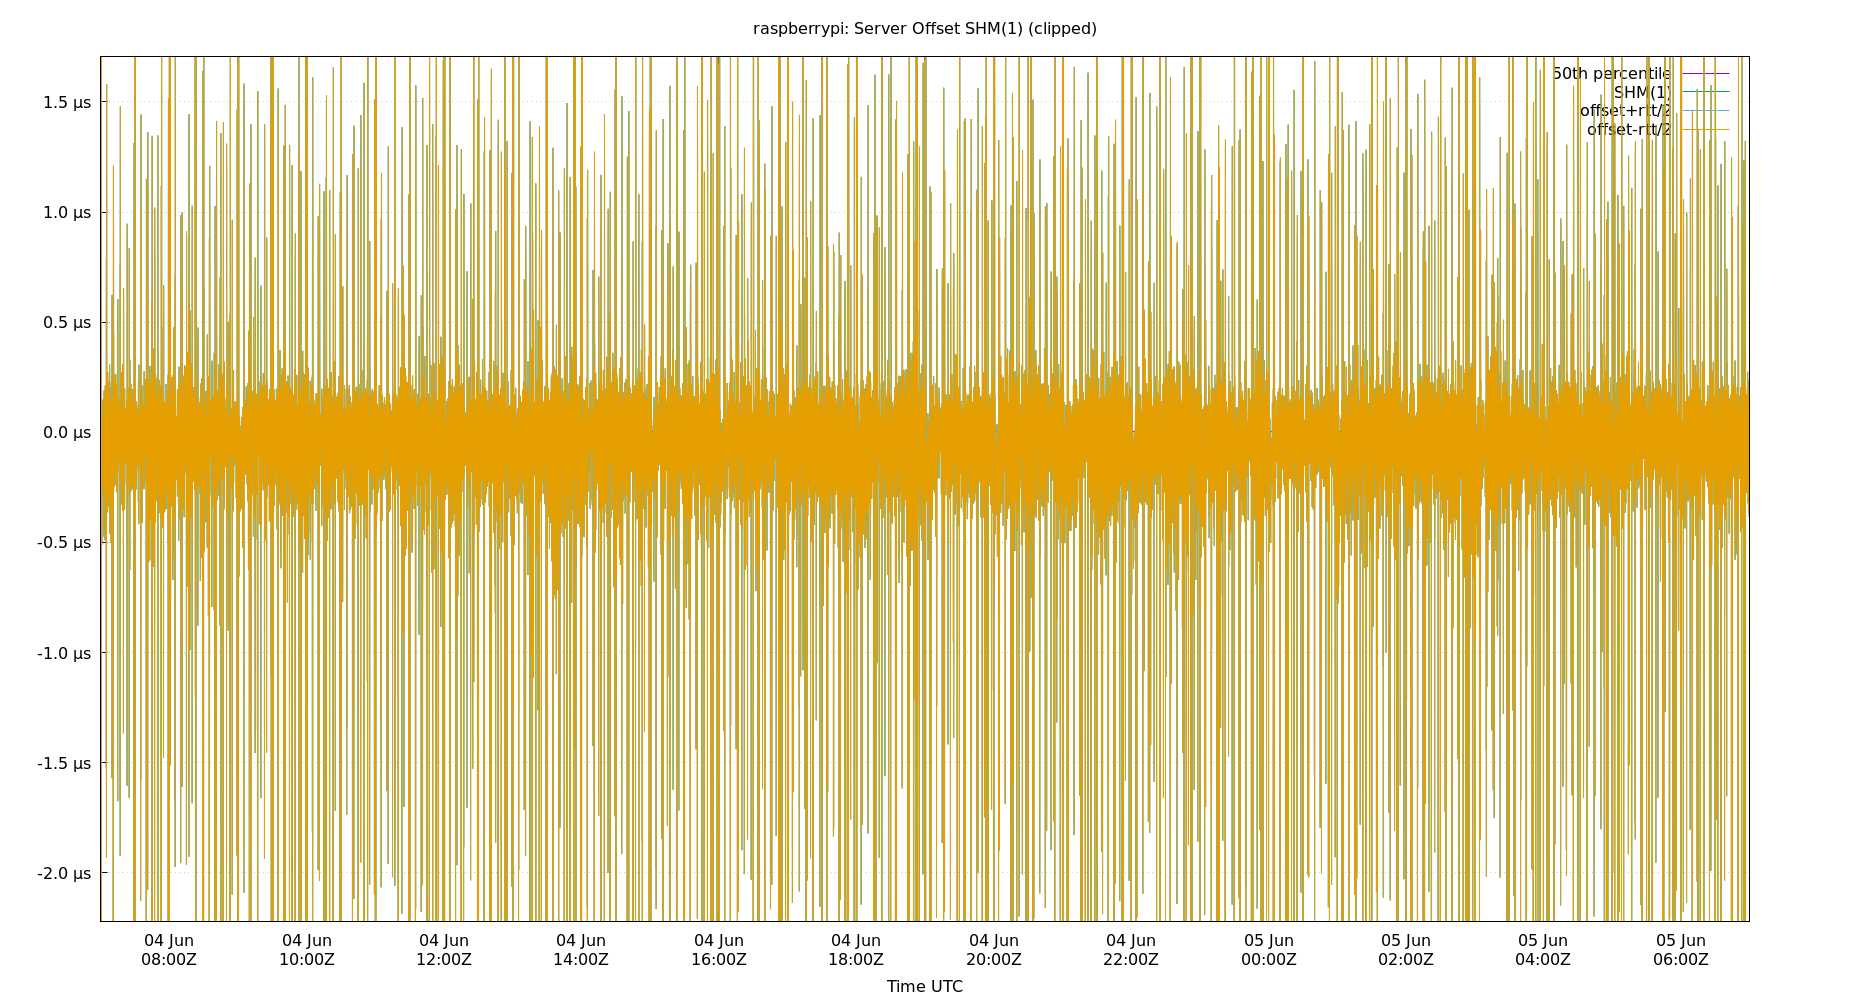 raspberrypi: Server Offset SHM(1) (clipped)
50th percentile
SHM(1)
offset+rtt/2
offset-rtt/2
1.5 µs
1.0 µs
0.5 µs
0.0 µs
-0.5 µs
-1.0 µs
-1.5 µs
-2.0 µs
04 Jun 04 Jun 04 Jun 04 Jun 04 Jun 04 Jun 04 Jun 04 Jun 05 Jun 05 Jun 05 Jun 05 Jun
08:00Z 10:00Z 12:00Z 14:00Z 16:00Z 18:00Z 20:00Z 22:00Z 00:00Z 02:00Z 04:00Z 06:00Z
Time UTC